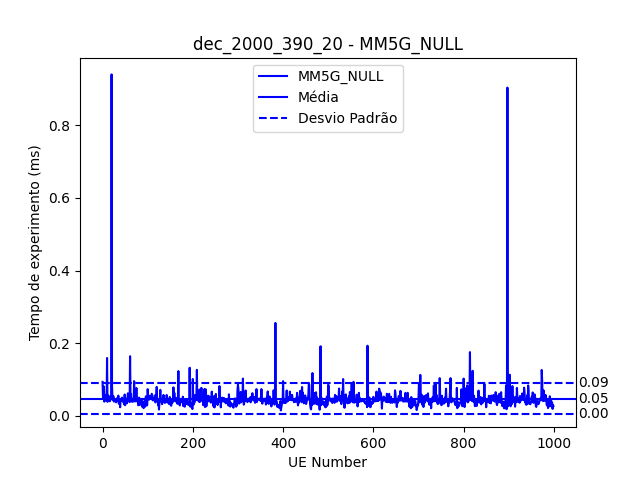 dec_2000_390_20 - MM5G_NULL
MM5G_NULL
Média
Desvio Padrão
Tempo de experimento (ms)
0.8
0.6
0.4
0.2
0.0
0.09
0.05
0.00
0 200 400 600 800 1000
UE Number